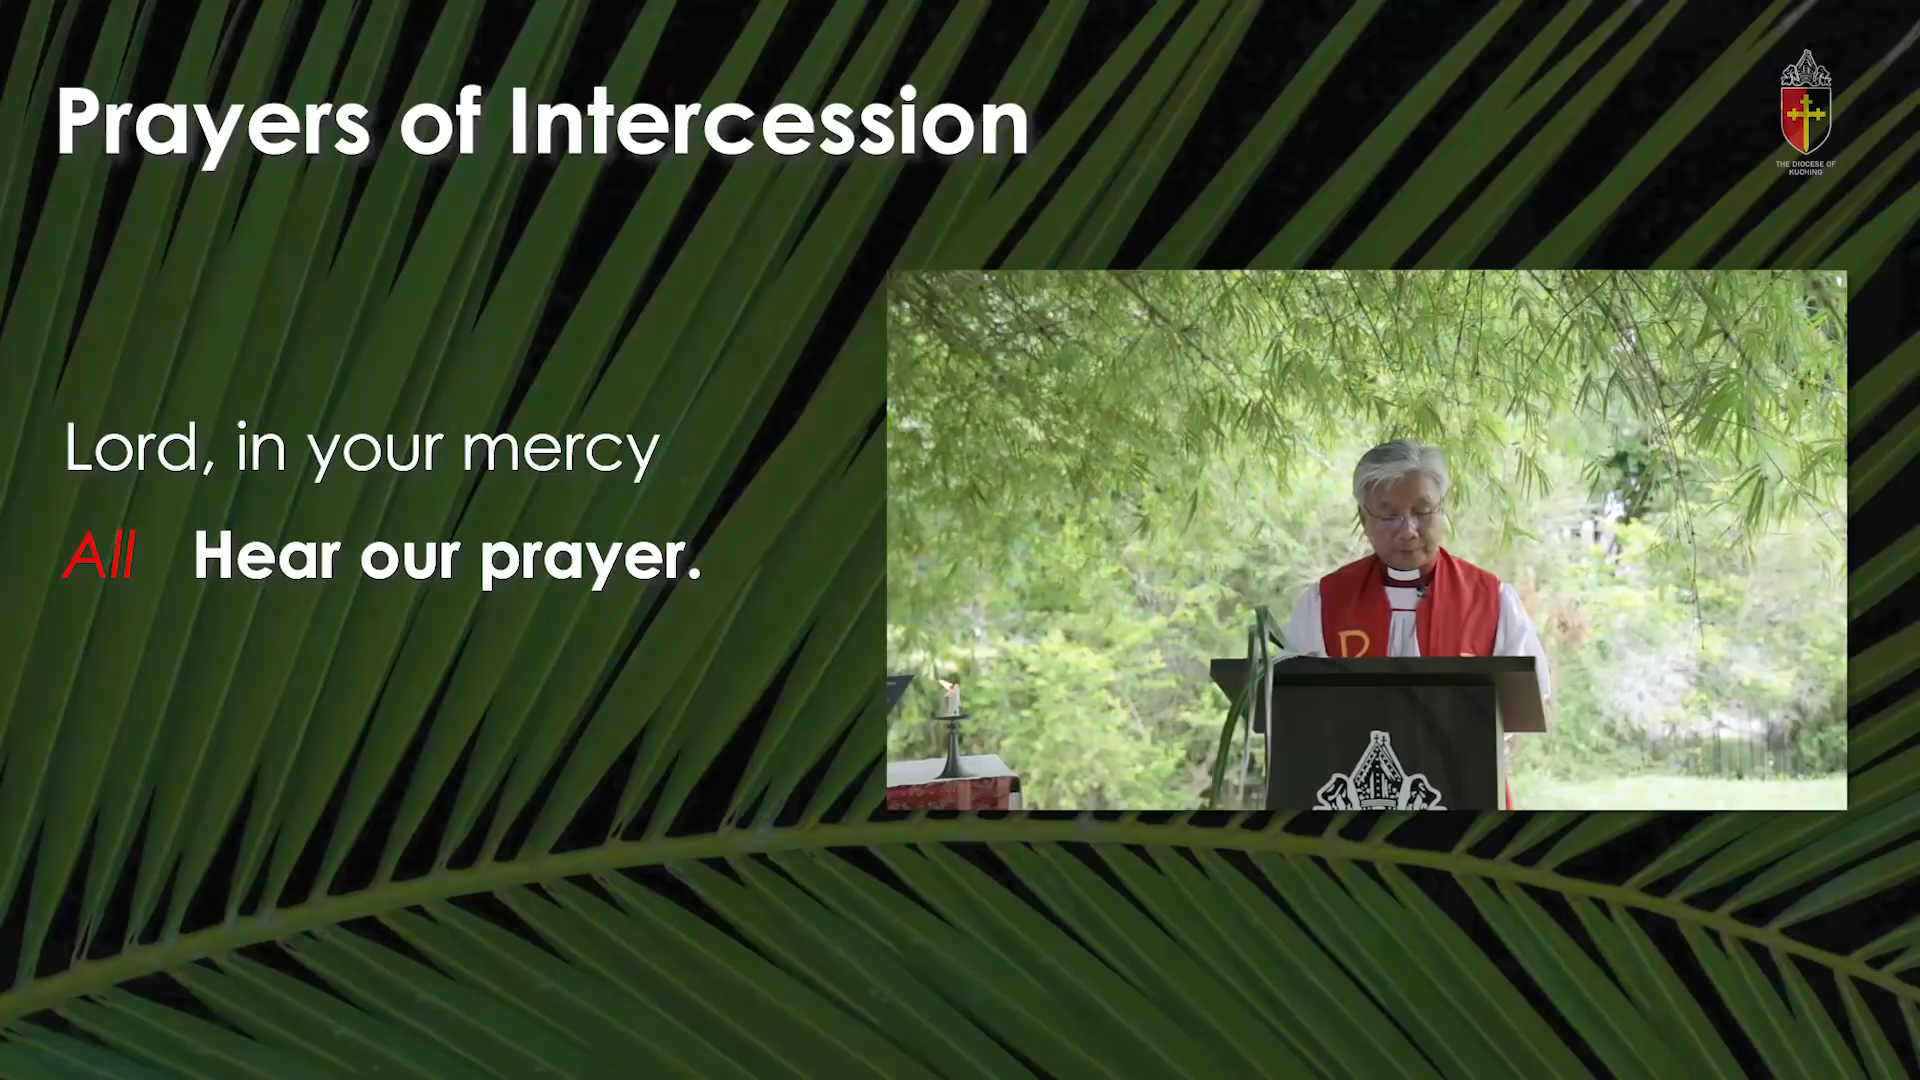 Prayers of Intercession
THE DIOCESE OF
KUCHING
Lord, in your mercy
All Hear our prayer.